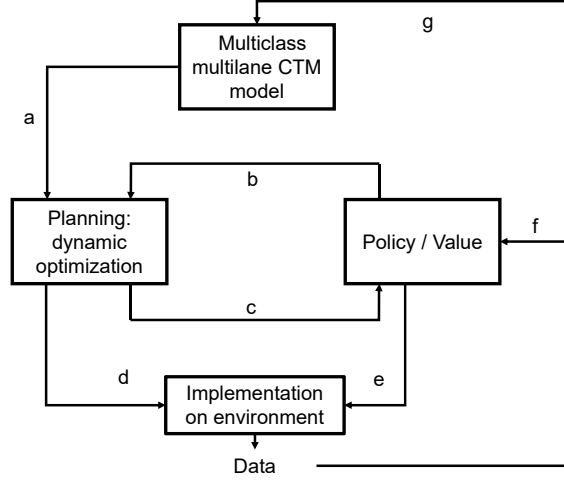 g
Multiclass
multilane CTM
model
a
b
Planning:
dynamic
optimization
Policy / Value
f
c
d
e
Implementation
on environment
Data